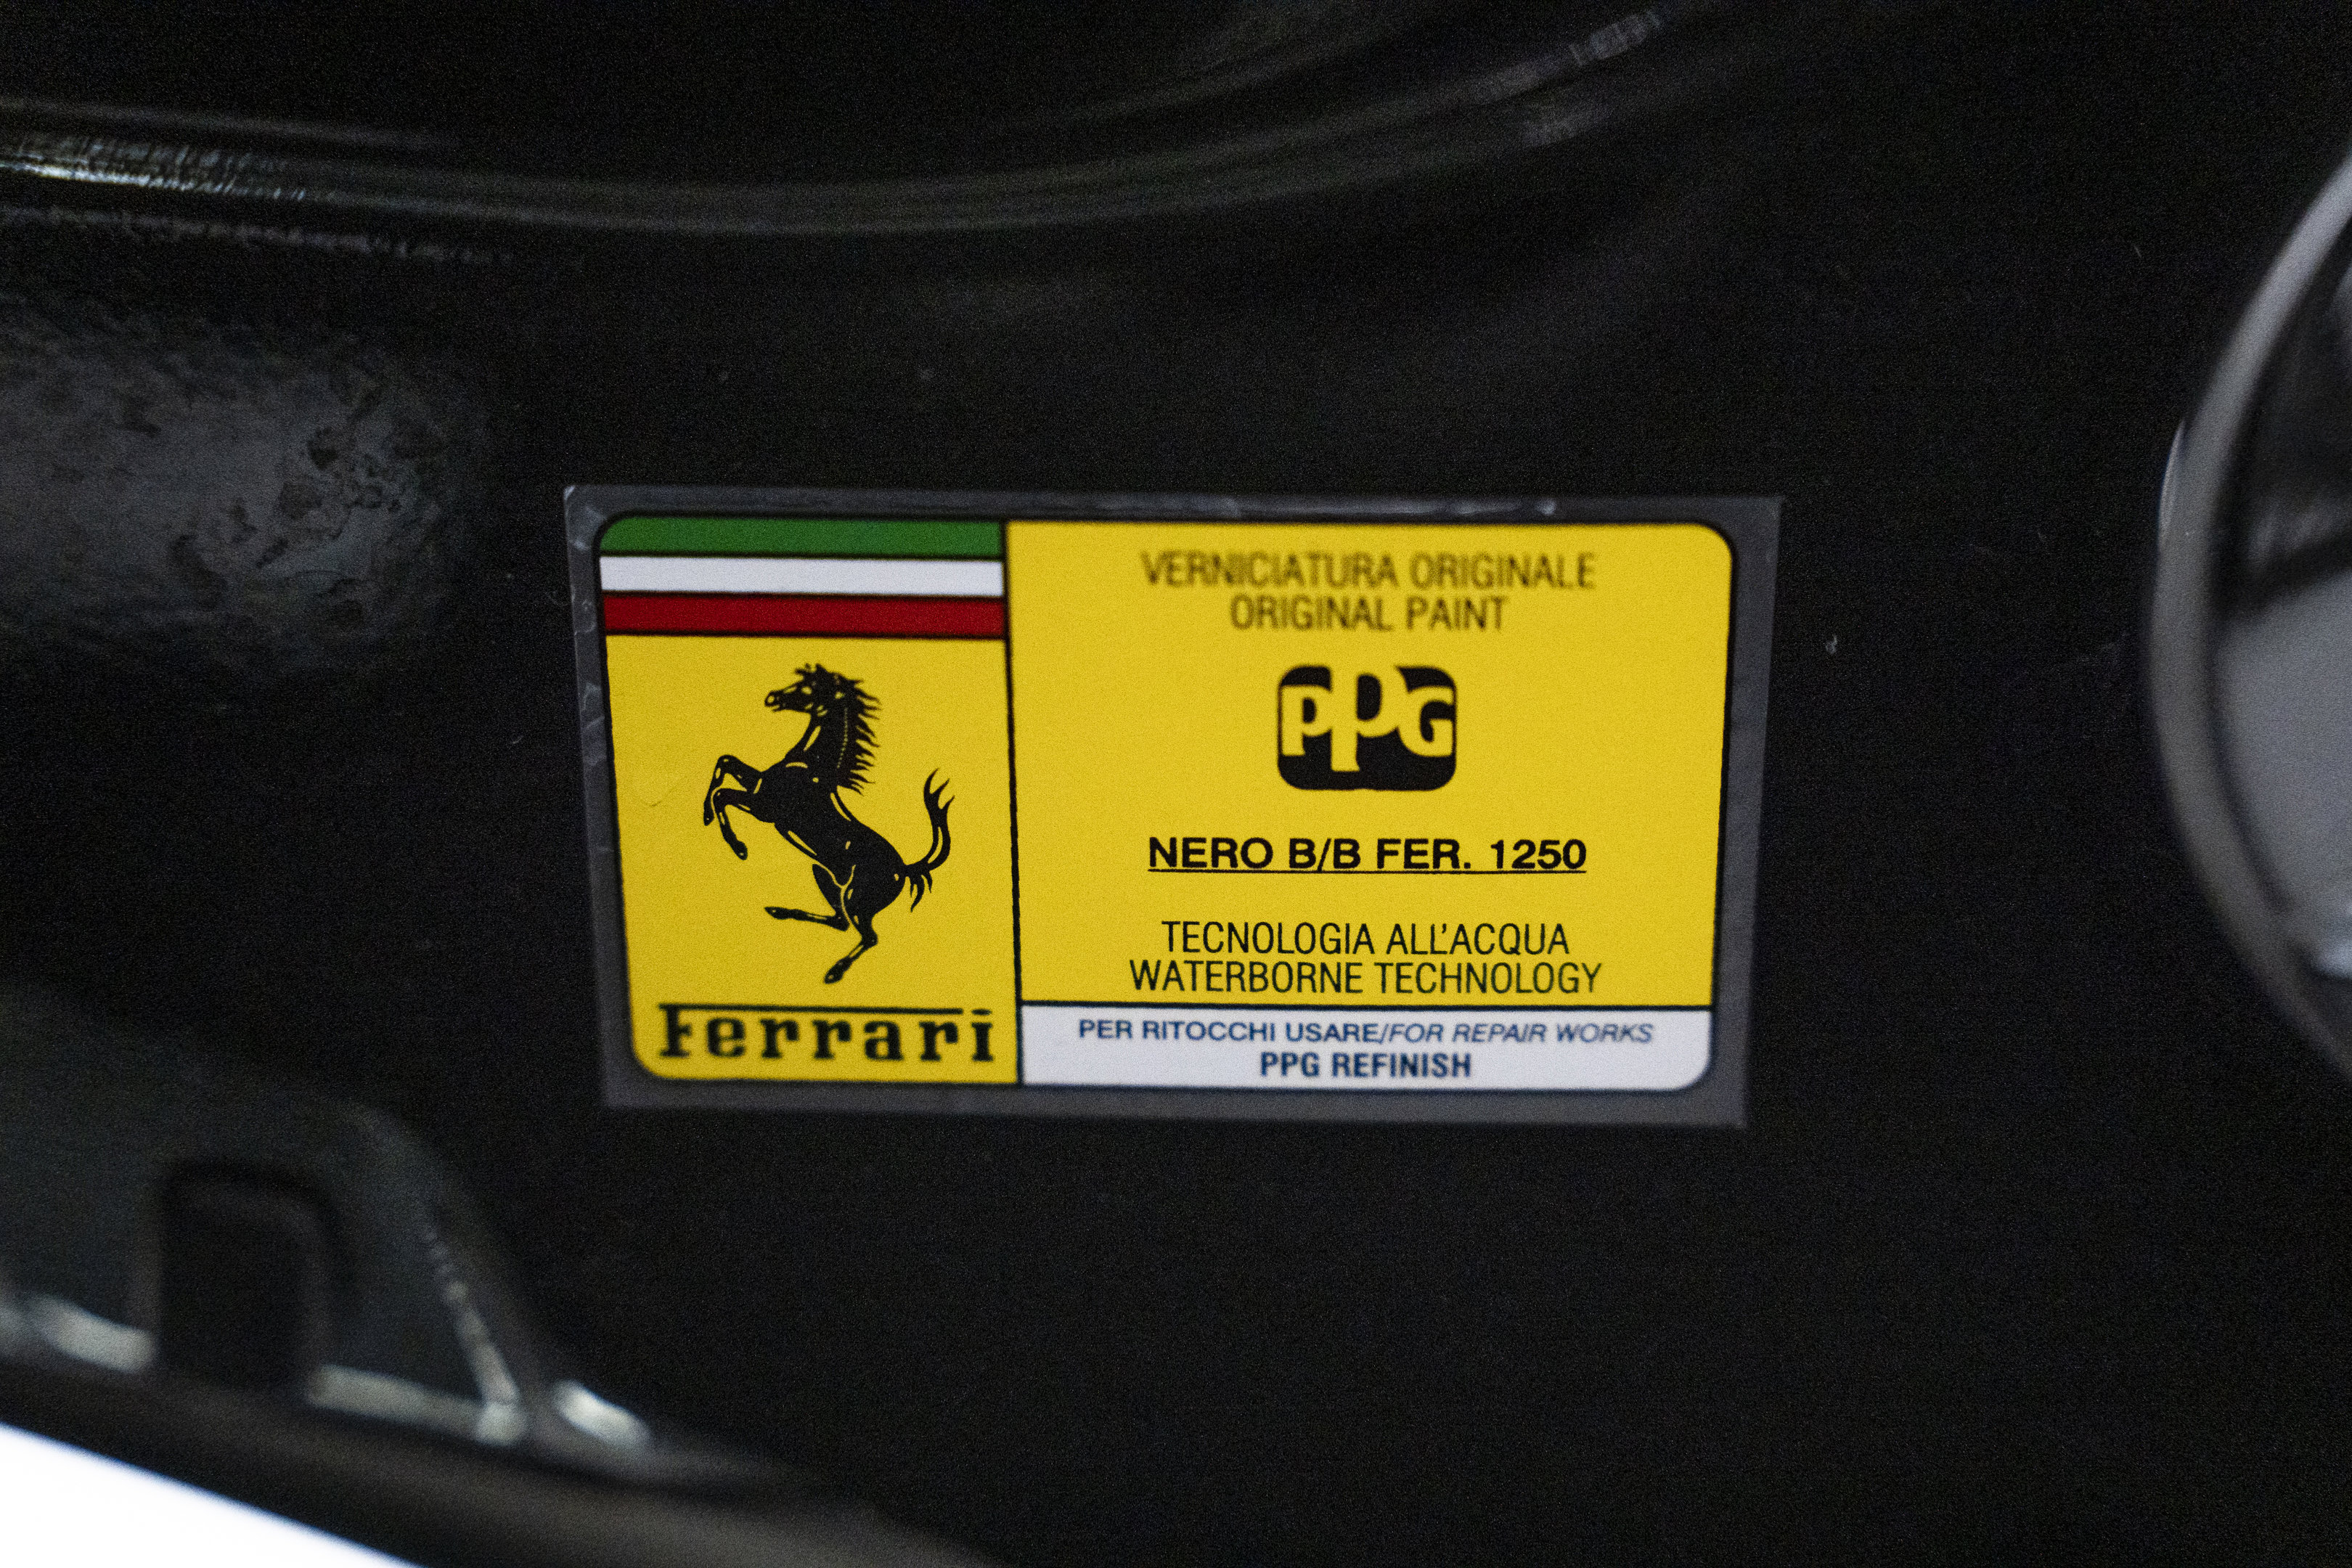 VERNICIATURA ORIGINALE
ORIGINAL PAINT
PPG
NERO B/B FER. 1250
TECNOLOGIA ALL'ACQUA
WATERBORNE TECHNOLOGY
Ferrari
PER RITOCCHI USARE/FOR REPAIR WORKS
PPG REFINISH